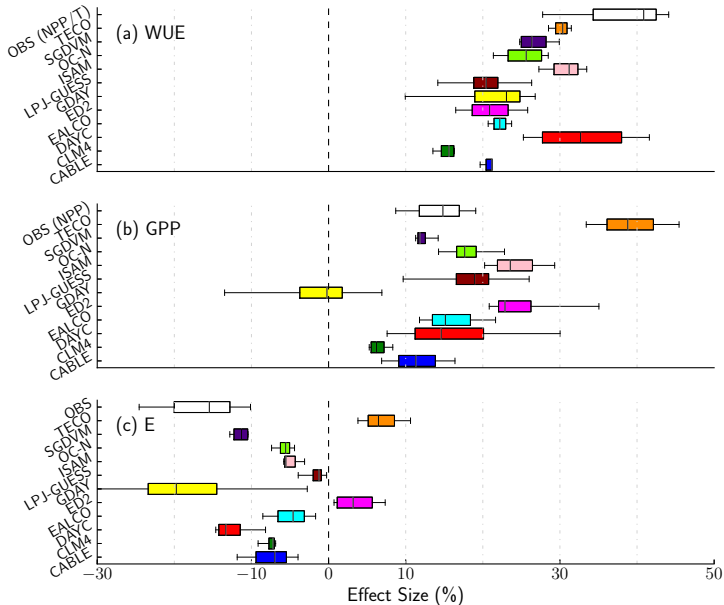 (a) WUE
OBS (NPP/T)
TECO
SGDVM
OC-N
ISAM
LPJ-GUESS
GDAY
ED2
EALCO
DAYC
CLM4
CABLE
(b) GPP
OBS (NPP)
TECO
SGDVM
OC-N
ISAM
LPJ-GUESS
GDAY
ED2
EALCO
DAYC
CLM4
CABLE
(c) E
OBS
TECO
SGDVM
OC-N
ISAM
LPJ-GUESS
GDAY
ED2
EALCO
DAYC
CLM4
CABLE
−30 −10 0 10 30 50
Effect Size (%)